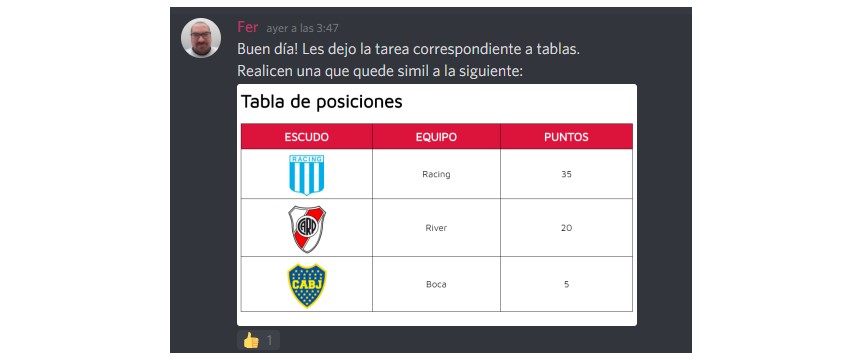 Fer ayer a las 3:47
Buen día! Les dejo la tarea correspondiente a tablas.
Realicen una que quede simil a la siguiente:
Tabla de posiciones
ESCUDO EQUIPO PUNTOS
RACING
Racing 35
CARP
River 20
CABJ
Boca 5
👍 1